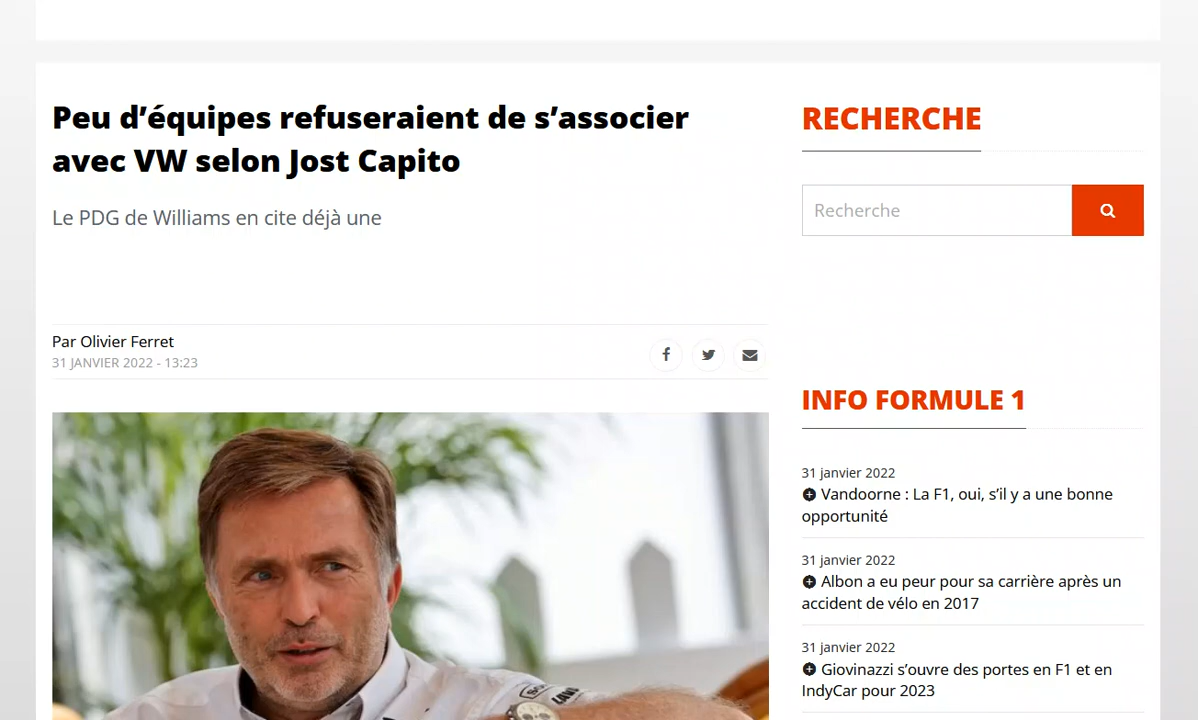 Peu d’équipes refuseraient de s’associer
avec VW selon Jost Capito
Le PDG de Williams en cite déjà une
Par Olivier Ferret
31 JANVIER 2022 - 13:23
RECHERCHE
Recherche
INFO FORMULE 1
31 janvier 2022
Vandoorne : La F1, oui, s’il y a une bonne
opportunité
31 janvier 2022
Albon a eu peur pour sa carrière après un
accident de vélo en 2017
31 janvier 2022
Giovinazzi s’ouvre des portes en F1 et en
IndyCar pour 2023